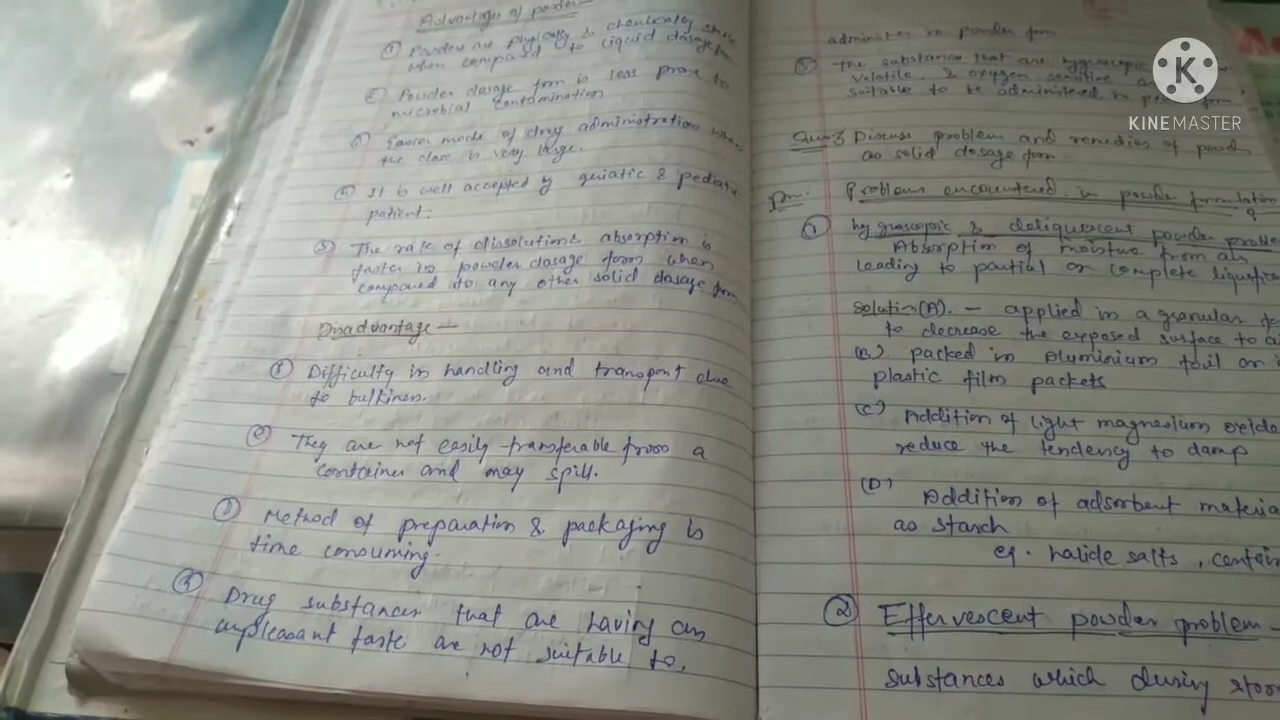 Advantages of powder
① Powder are physically & chemically stable
when compared to liquid dosage
② Powder dosage form is less prone to
microbial contamination
③ Easier mode of drug administration when
the dose is very large.
④ It is well accepted by geriatic & pediatric
patient.
⑤ The rate of dissolution & absorption is
faster in powder dosage form when
compared to any other solid dosage form
Disadvantage —
① Difficulty in handling and transport due
to bulkiness.
② They are not easily transferable from a
container and may spill.
③ Method of preparation & packaging is
time consuming.
④ Drug substances that are having an
unpleasant taste are not suitable to.
administer in powder form
⑤ The substances that are hygroscopic
volatile & oxygen sensitive
suitable to be administered in
3 Discuss problem and remedies of powd
as solid dosage form.
Problems encountered in powder formulation
①
hygroscopic & deliquescent powder proble
Absorption of moisture from air
leading to partial or complete liquific
Solution(A). — applied in a granular
to decrease the exposed surface to a
(B) packed in aluminium foil or
plastic film packets
(C) Addition of light magnesium oxide
reduce the tendency to damp
(D) Addition of adsorbent materia
as starch
eg. halide salts, certain
② Effervescent powder problem —
substances which during stor
K
KINEMASTER